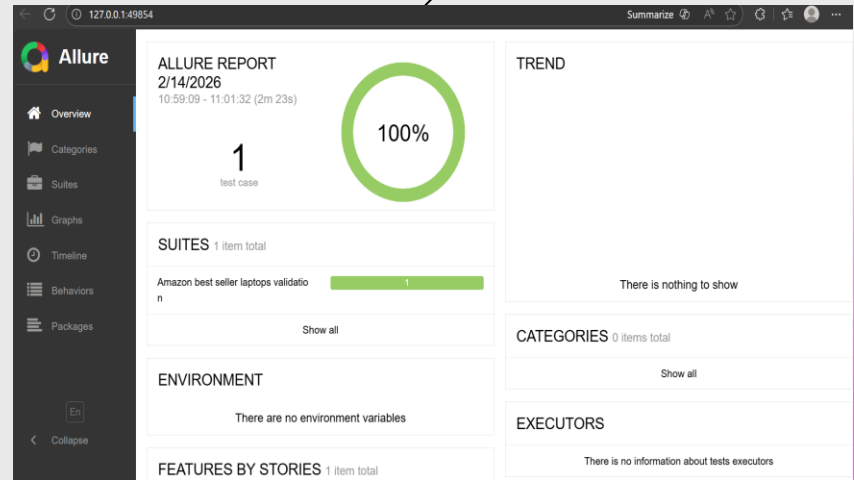 127.0.0.1:49854
Summarize
Allure
Overview
Categories
Suites
Graphs
Timeline
Behaviors
Packages
En
Collapse
ALLURE REPORT
2/14/2026
10:59:09 - 11:01:32 (2m 23s)
1
test case
100%
SUITES 1 item total
Amazon best seller laptops validatio
n
1
Show all
ENVIRONMENT
There are no environment variables
FEATURES BY STORIES 1 item total
TREND
There is nothing to show
CATEGORIES 0 items total
Show all
EXECUTORS
There is no information about tests executors